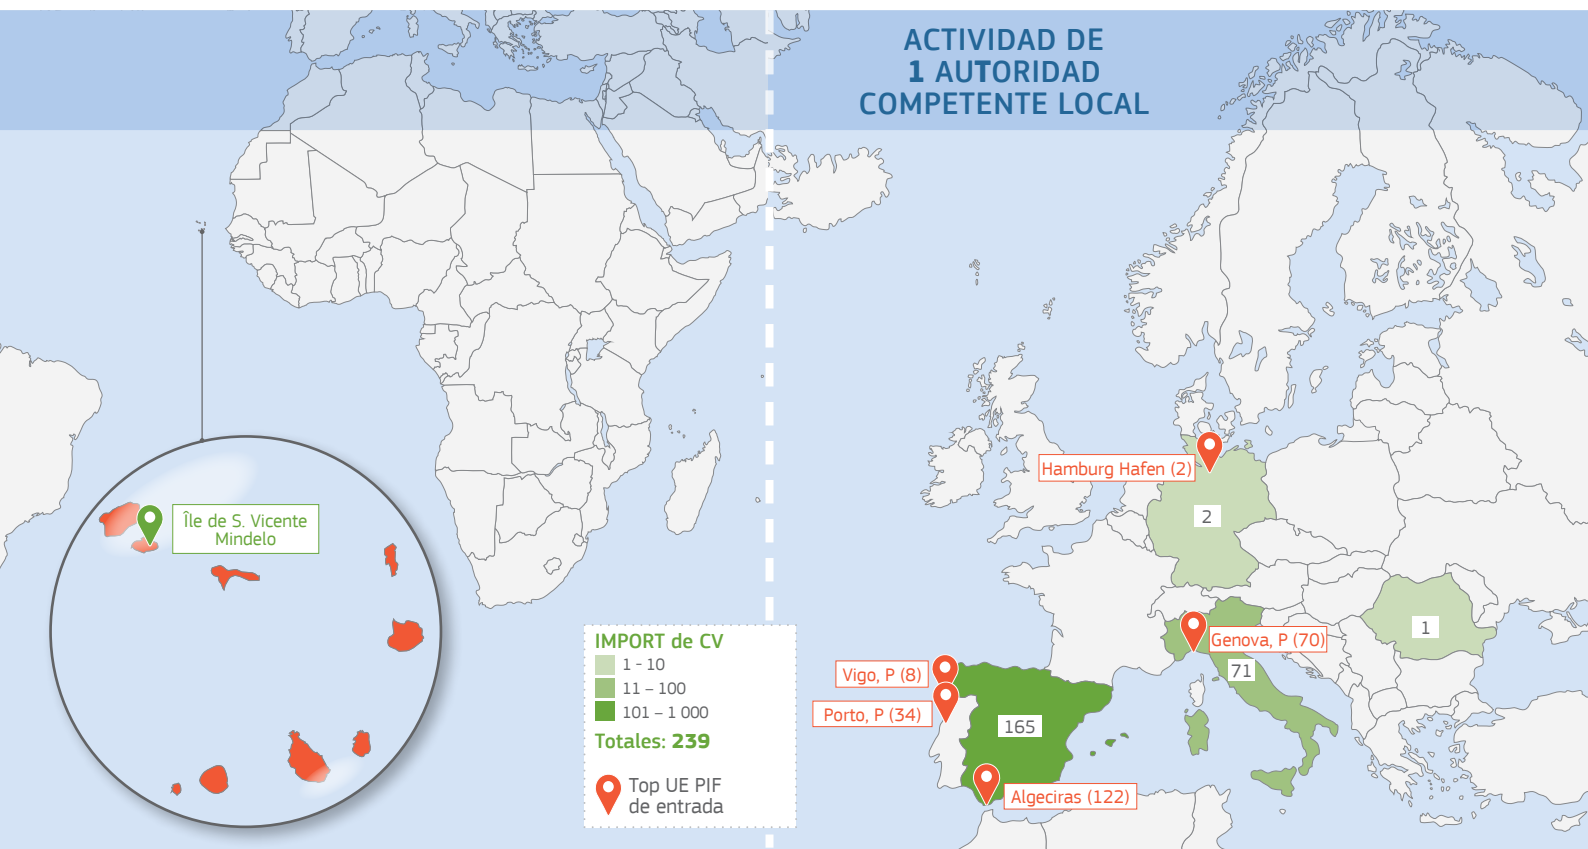 ACTIVIDAD DE
1 AUTORIDAD
COMPETENTE LOCAL
Hamburg Hafen (2)
2
Île de S. Vicente
Mindelo
1
Genova, P (70)
71
IMPORT de CV
1 - 10
11 – 100
101 – 1 000
Totales: 239
Top UE PIF
de entrada
Vigo, P (8)
Porto, P (34)
165
Algeciras (122)